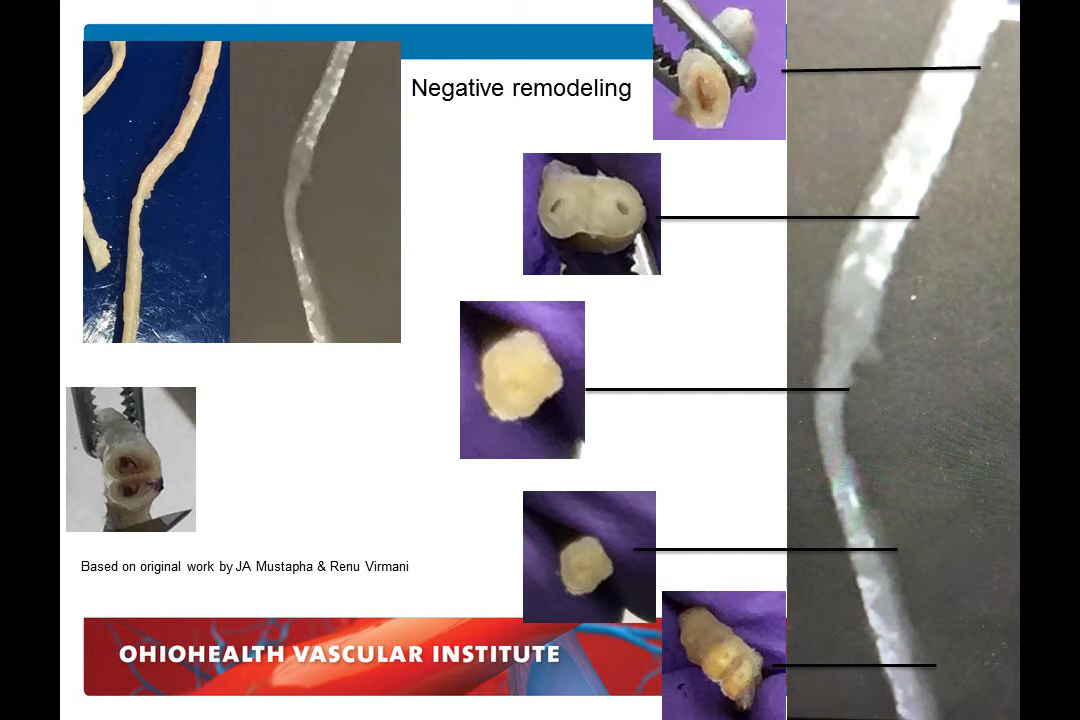 Negative remodeling
Based on original work by JA Mustapha & Renu Virmani
OHIOHEALTH VASCULAR INSTITUTE